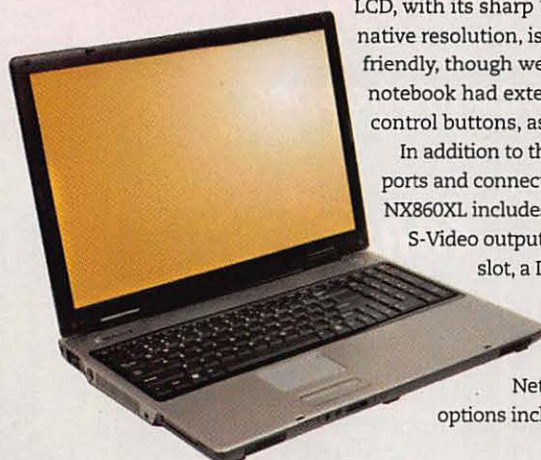 LCD, with its sharp
native resolution, is
friendly, though we
notebook had exte
control buttons, as
In addition to th
ports and connect
NX860XL includes
S-Video output
slot, a
Net
options incl